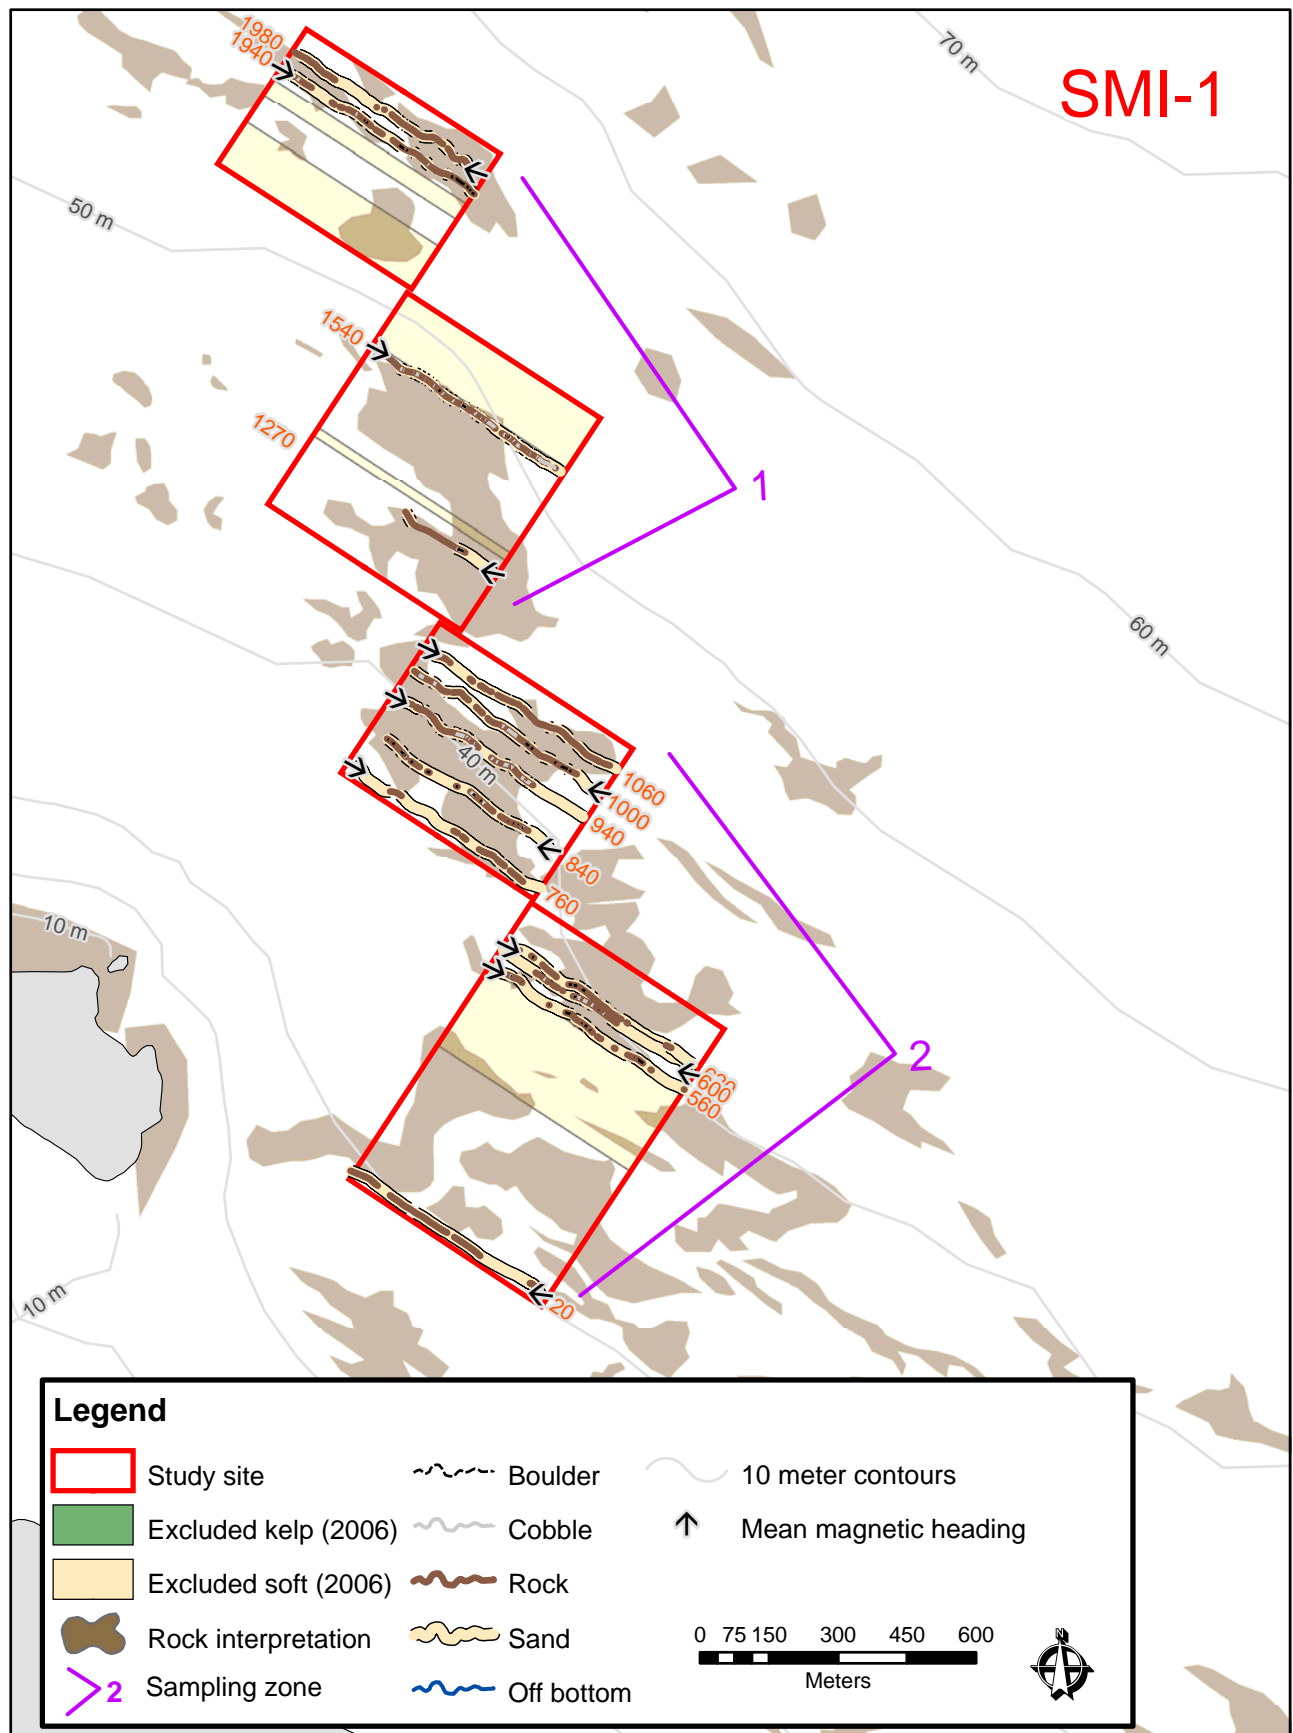 SMI-1
70 m
1980
1940
50 m
1540
1270
1
60 m
40 m
1060
1000
940
840
760
10 m
2
600
560
20
10 m
Legend
Study site
Excluded kelp (2006)
Excluded soft (2006)
Rock interpretation
2 Sampling zone
Boulder
Cobble
Rock
Sand
Off bottom
10 meter contours
Mean magnetic heading
0 75 150 300 450 600
Meters
N